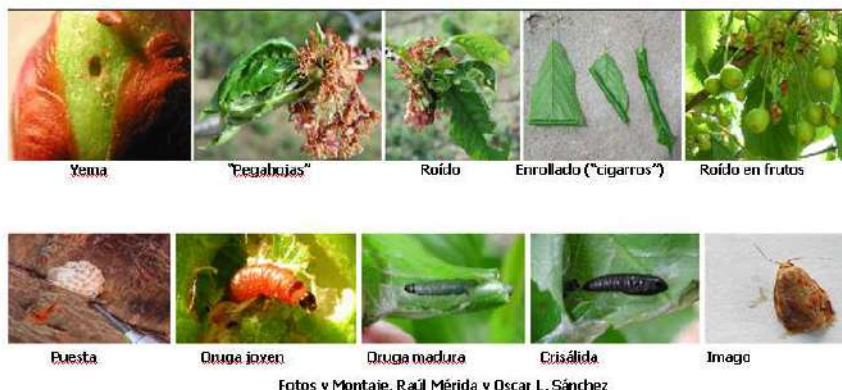 Yema "Pegahojas" Roído Enrollado ("cigarros") Roído en frutos
Puesta Oruga joven Oruga madura Crisálida Imago
Fotos y Montaje. Raúl Mérida y Oscar L. Sánchez